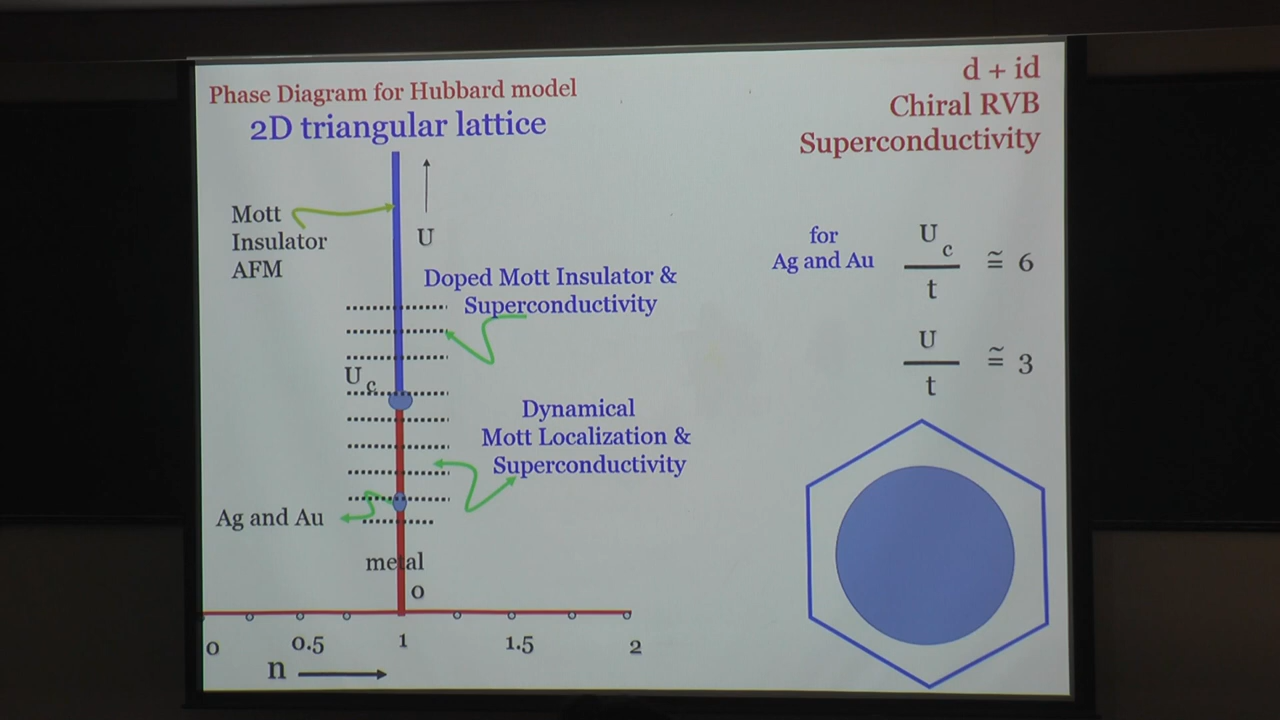 Phase Diagram for Hubbard model
2D triangular lattice
d + id
Chiral RVB
Superconductivity
Mott
Insulator
AFM
U
Doped Mott Insulator &
Superconductivity
U c
Dynamical
Mott Localization &
Superconductivity
Ag and Au
metal
0
0 0.5 1 1.5 2
n
for
Ag and Au
U c
t
≅ 6
U
t
≅ 3